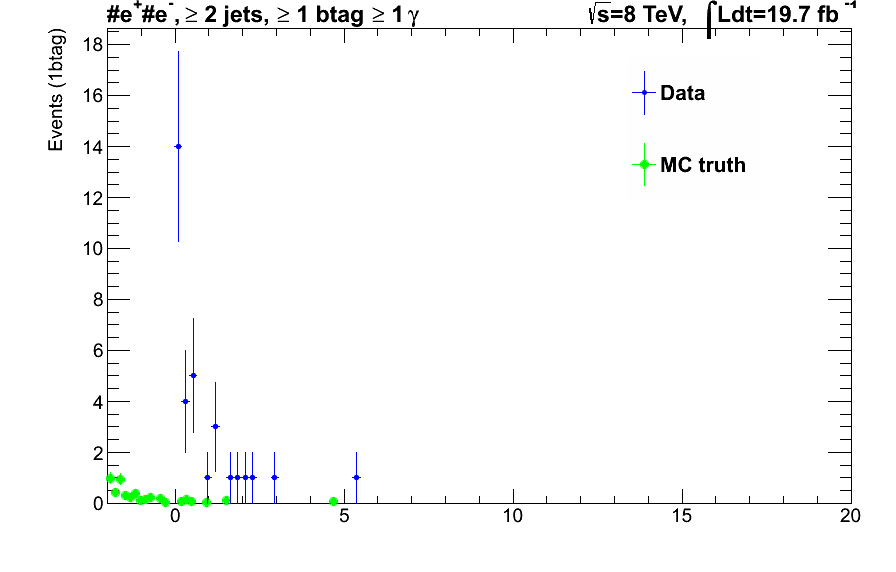 #e⁺#e⁻, ≥ 2 jets, ≥ 1 btag ≥ 1 γ
√s=8 TeV, ∫Ldt=19.7 fb⁻¹
Events (1btag)
18
16
14
12
10
8
6
4
2
0
Data
MC truth
0 5 10 15 20